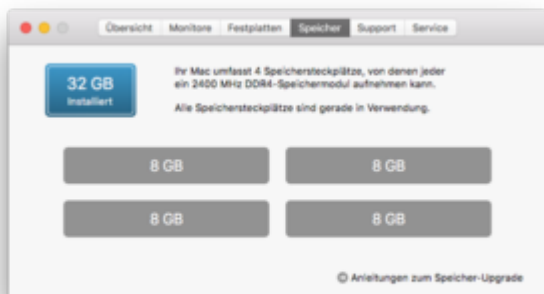 Übersicht Monitore Festplatten Speicher Support Service
32 GB
Installiert
Ihr Mac umfasst 4 Speichersteckplätze, von denen jeder
ein 2400 MHz DDR4-Speichermodul aufnehmen kann.
Alle Speichersteckplätze sind gerade in Verwendung.
8 GB 8 GB
8 GB 8 GB
Anleitungen zum Speicher-Upgrade